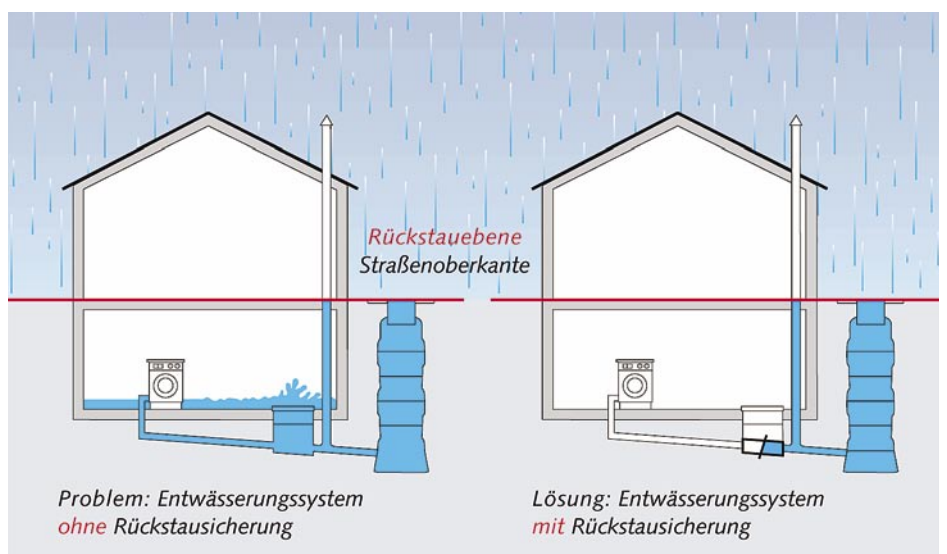 Rückstauebene
Straßenoberkante
Problem: Entwässerungssystem
ohne Rückstausicherung
Lösung: Entwässerungssystem
mit Rückstausicherung